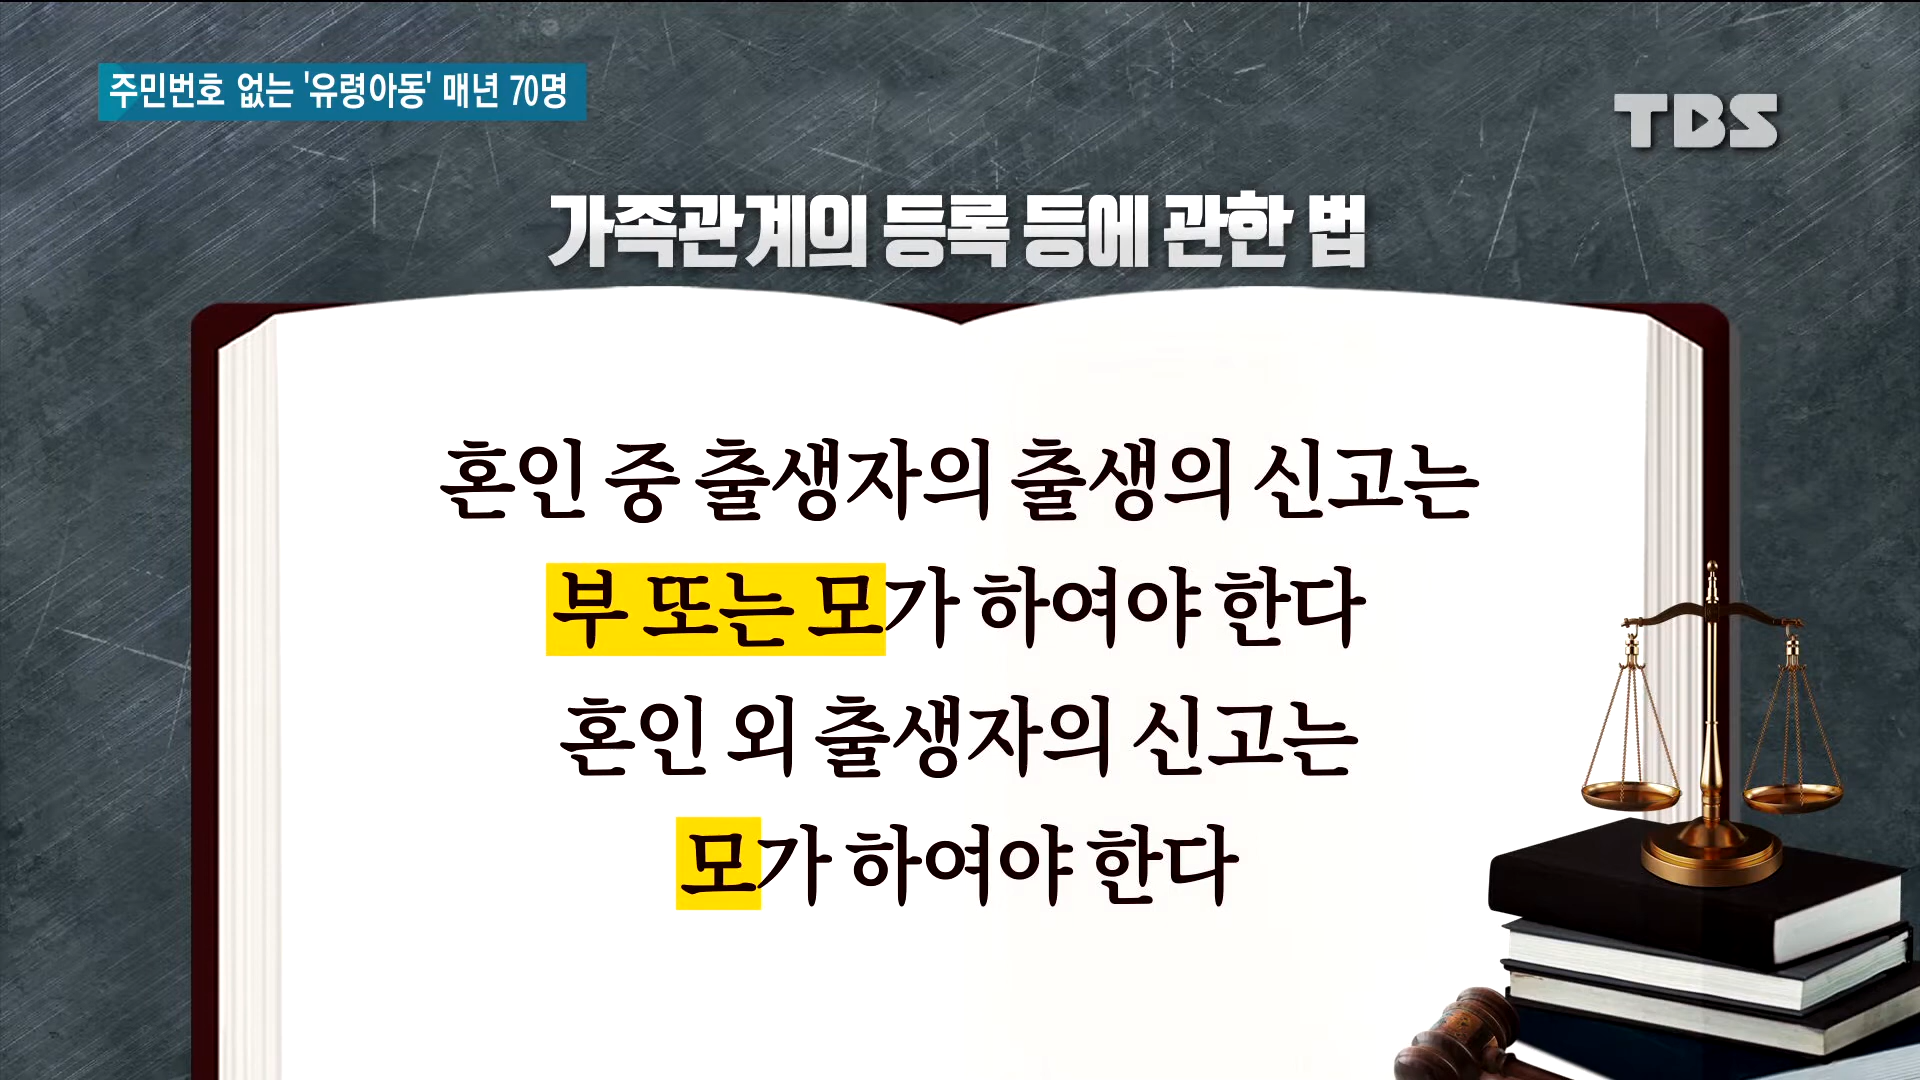 주민번호 없는 '유령아동' 매년 70명
TBS
가족관계의 등록 등에 관한 법
혼인 중 출생자의 출생의 신고는
부 또는 모가 하여야 한다
혼인 외 출생자의 신고는
모가 하여야 한다